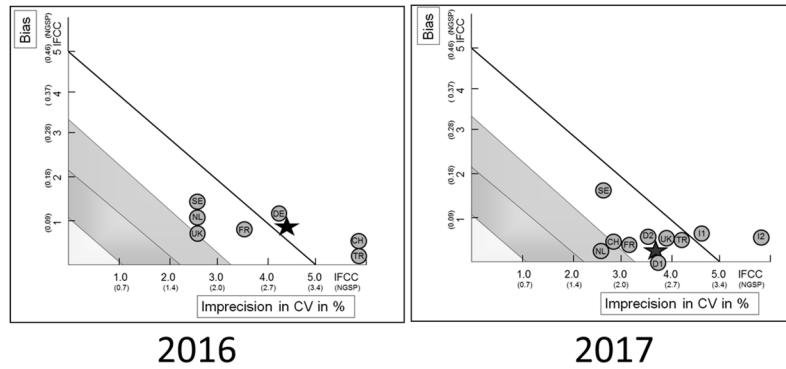 Bias
(0.46) (NGSP)
5 IFCC
(0.37)
4
(0.28)
3
(0.18)
2
(0.09)
1
SE
NL
UK
FR
DE
CH
TR
1.0 2.0 3.0 4.0 5.0 IFCC
(0.7) (1.4) (2.0) (2.7) (3.4) (NGSP)
Imprecision in CV in %
2016
Bias
(0.46) (NGSP)
5 IFCC
(0.37)
4
(0.28)
3
(0.18)
2
(0.09)
1
SE
NL
CH
FR
D2
D1
UK
TR
I1
I2
1.0 2.0 3.0 4.0 5.0 IFCC
(0.7) (1.4) (2.0) (2.7) (3.4) (NGSP)
Imprecision in CV in %
2017